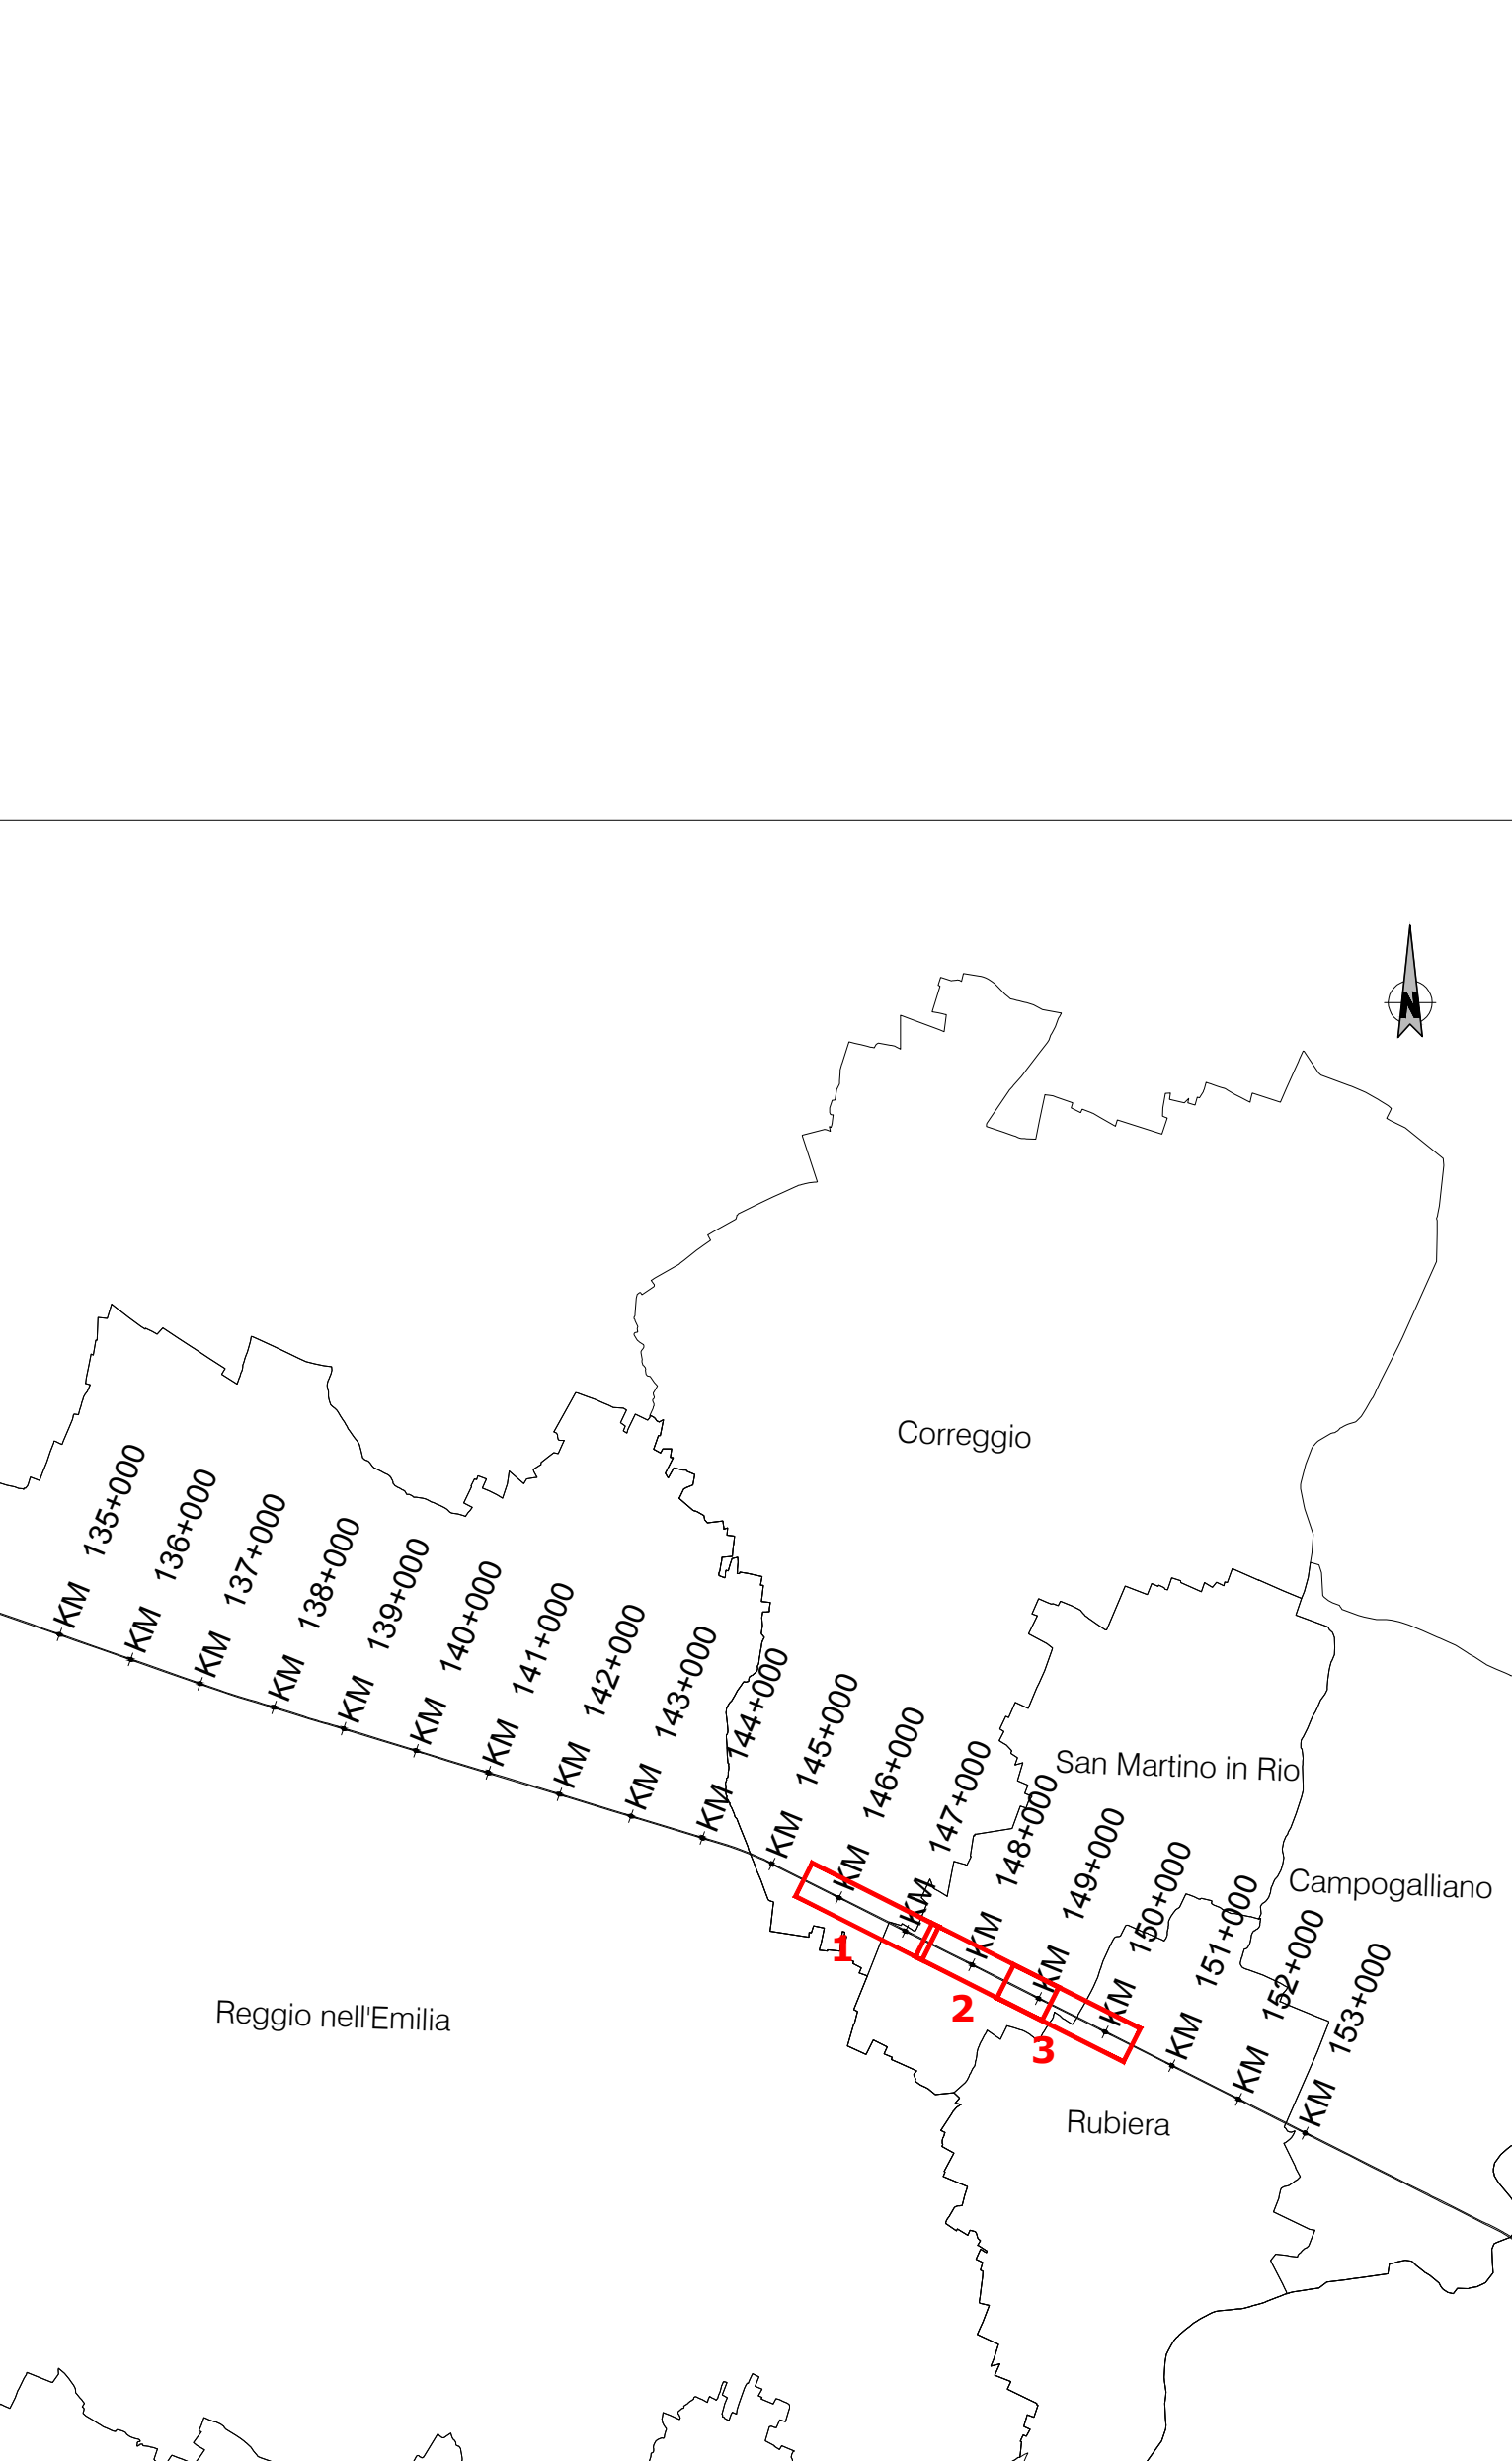 N
Correggio
KM 135+000
KM 136+000
KM 137+000
KM 138+000
KM 139+000
KM 140+000
KM 141+000
KM 142+000
KM 143+000
KM 144+000
KM 145+000
KM 146+000
KM 147+000
KM 148+000
KM 149+000
KM 150+000
KM 151+000
KM 152+000
KM 153+000
San Martino in Rio
Campogalliano
1
2
3
Reggio nell'Emilia
Rubiera